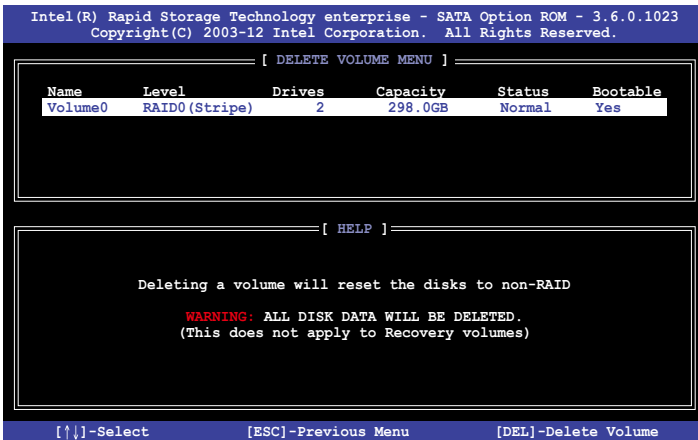 Intel(R) Rapid Storage Technology enterprise - SATA Option ROM - 3.6.0.1023
Copyright(C) 2003-12 Intel Corporation. All Rights Reserved.
[ DELETE VOLUME MENU ]
Name Level Drives Capacity Status Bootable
Volume0 RAID0(Stripe) 2 298.0GB Normal Yes
[ HELP ]
Deleting a volume will reset the disks to non-RAID
WARNING: ALL DISK DATA WILL BE DELETED.
(This does not apply to Recovery volumes)
[↑↓]-Select [ESC]-Previous Menu [DEL]-Delete Volume